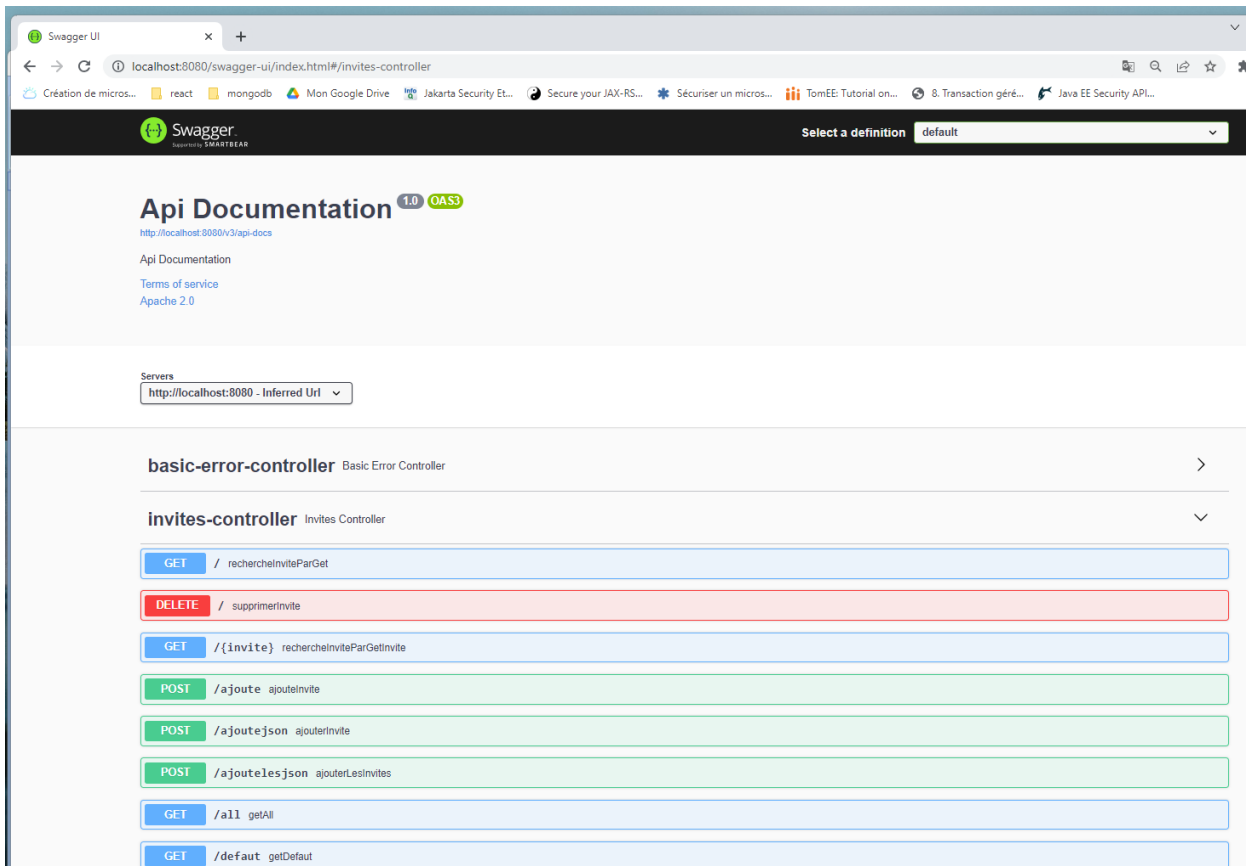 Swagger UI
localhost:8080/swagger-ui/index.html#/invites-controller
Création de micros... react mongodb Mon Google Drive Jakarta Security Et... Secure your JAX-RS... Sécuriser un micros... TomEE: Tutorial on... 8. Transaction géré... Java EE Security API...
Swagger. Select a definition default
Supported by SMARTBEAR
Api Documentation 1.0 OAS3
http://localhost:8080/v3/api-docs
Api Documentation
Terms of service
Apache 2.0
Servers
http://localhost:8080 - Inferred Url
basic-error-controller Basic Error Controller
invites-controller Invites Controller
GET / rechercheInviteParGet
DELETE / supprimerInvite
GET /{invite} rechercheInviteParGetInvite
POST /ajoute ajouteInvite
POST /ajoutejson ajouterInvite
POST /ajoutelesjson ajouterLesInvites
GET /all getAll
GET /defaut getDefaut